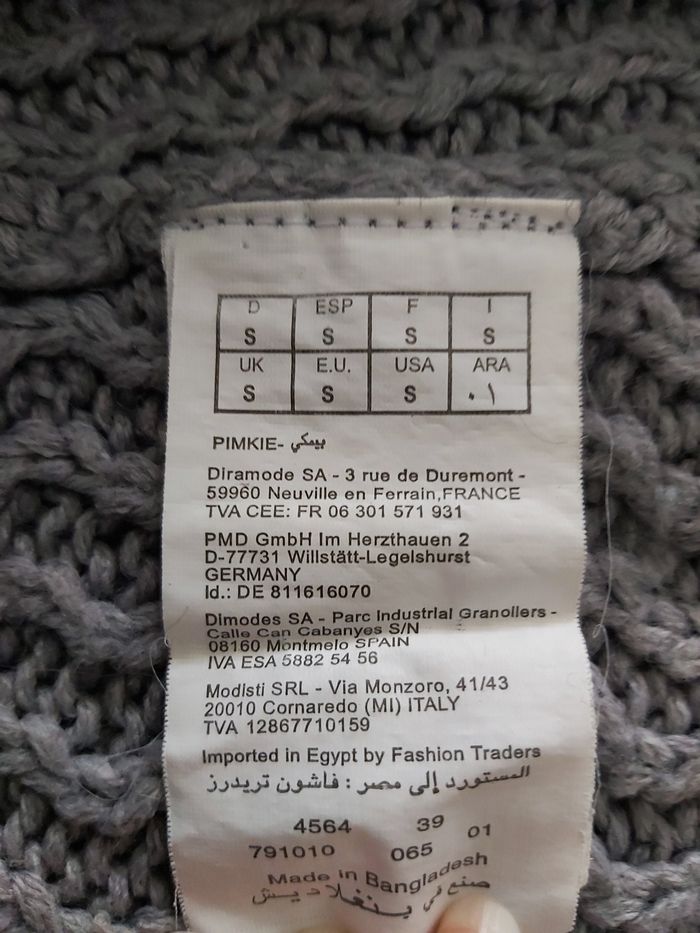 D ESP F I
S S S S
UK E.U. USA ARA
S S S ٠١
PIMKIE- بيمكي
Diramode SA - 3 rue de Duremont -
59960 Neuville en Ferrain,FRANCE
TVA CEE: FR 06 301 571 931
PMD GmbH Im Herzthauen 2
D-77731 Willstätt-Legelshurst
GERMANY
Id.: DE 811616070
Dimodes SA - Parc Industrial Granollers -
Calle Can Cabanyes S/N
08160 Montmelo SPAIN
IVA ESA 5882 54 56
Modisti SRL - Via Monzoro, 41/43
20010 Cornaredo (MI) ITALY
TVA 12867710159
Imported in Egypt by Fashion Traders
المستورد إلى مصر : فاشون تريدرز
4564 39 01
791010 065
Made in Bangladesh
صنع في بنغلاديش